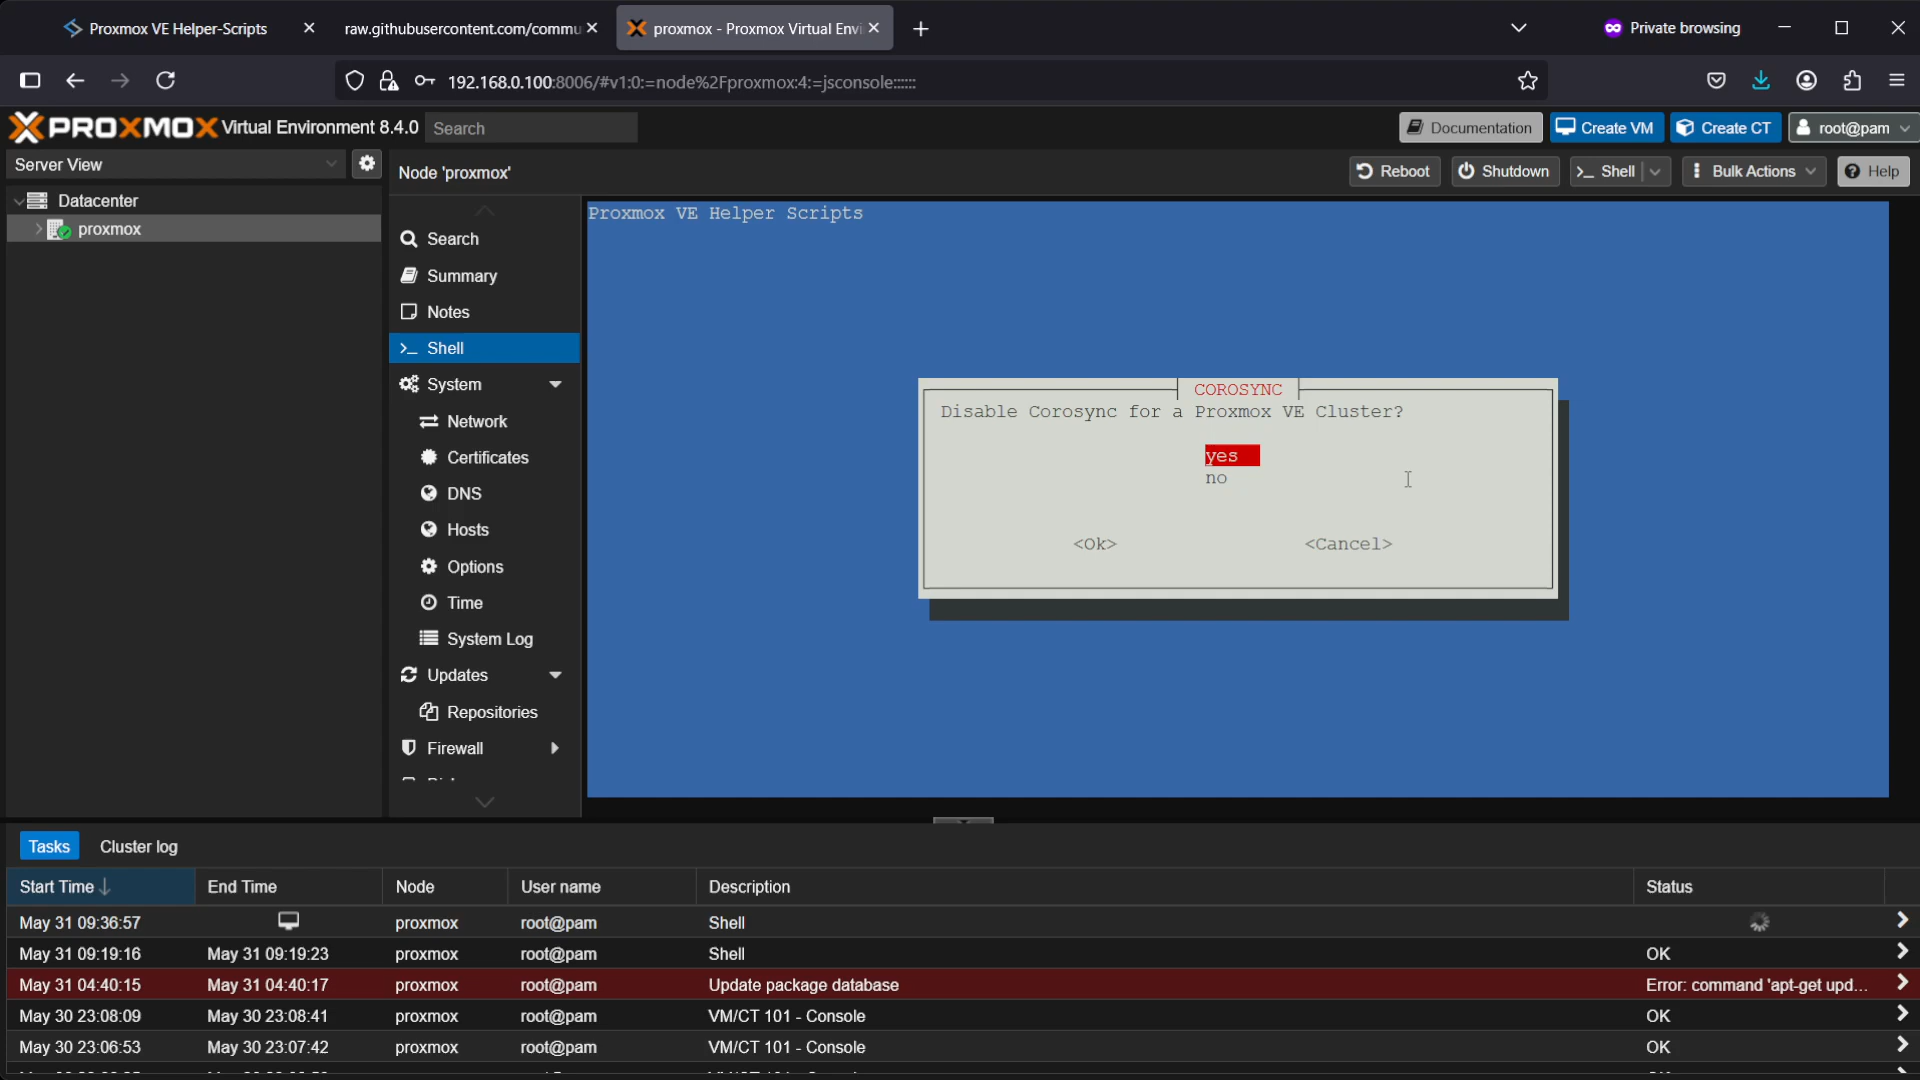 Proxmox VE Helper-Scripts
raw.githubusercontent.com/commu
proxmox - Proxmox Virtual Envi
Private browsing
192.168.0.100:8006/#v1:0:=node%2Fproxmox:4:=jsconsole::::::
PROXMOX Virtual Environment 8.4.0
Search
Documentation
Create VM
Create CT
root@pam
Server View
Node 'proxmox'
Reboot
Shutdown
Shell
Bulk Actions
Help
Datacenter
proxmox
Search
Summary
Notes
Shell
System
Network
Certificates
DNS
Hosts
Options
Time
System Log
Updates
Repositories
Firewall
Proxmox VE Helper Scripts
COROSYNC
Disable Corosync for a Proxmox VE Cluster?
yes
no
<Ok> <Cancel>
Tasks Cluster log
Start Time End Time Node User name Description Status
May 31 09:36:57 proxmox root@pam Shell
May 31 09:19:16 May 31 09:19:23 proxmox root@pam Shell OK
May 31 04:40:15 May 31 04:40:17 proxmox root@pam Update package database Error: command 'apt-get upd...
May 30 23:08:09 May 30 23:08:41 proxmox root@pam VM/CT 101 - Console OK
May 30 23:06:53 May 30 23:07:42 proxmox root@pam VM/CT 101 - Console OK